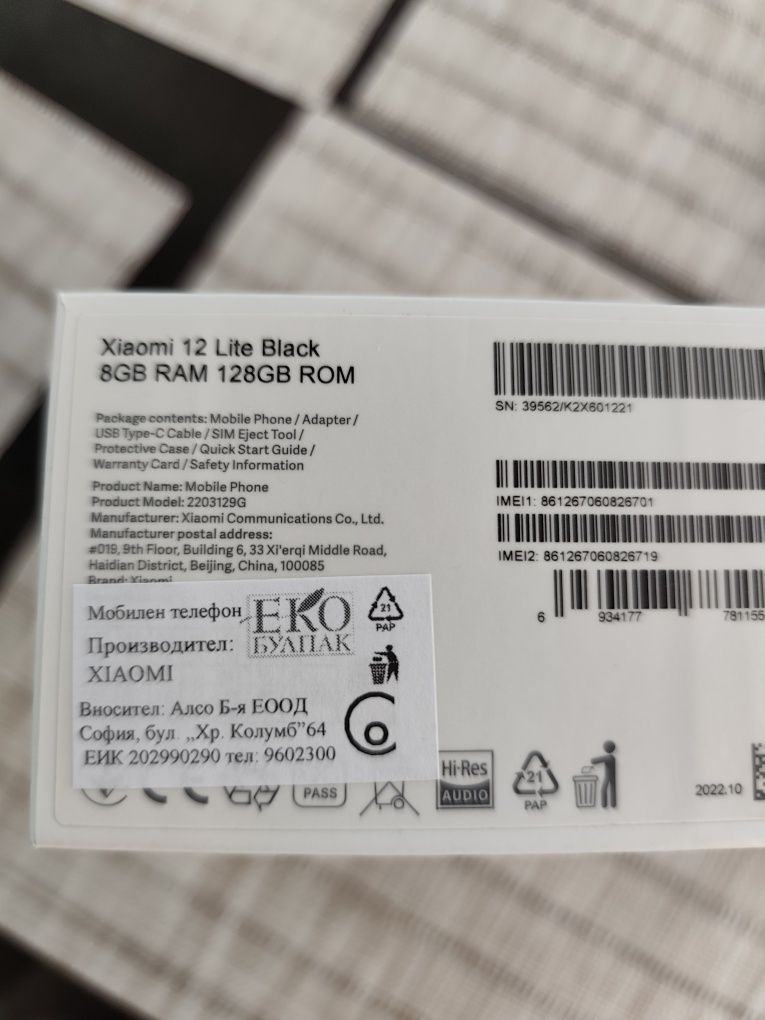 Xiaomi 12 Lite Black
8GB RAM 128GB ROM
Package contents: Mobile Phone / Adapter /
USB Type-C Cable / SIM Eject Tool /
Protective Case / Quick Start Guide /
Warranty Card / Safety Information
Product Name: Mobile Phone
Product Model: 2203129G
Manufacturer: Xiaomi Communications Co., Ltd.
Manufacturer postal address:
#019, 9th Floor, Building 6, 33 Xi'erqi Middle Road,
Haidian District, Beijing, China, 100085
Brand: Xiaomi
SN: 39562/K2X601221
IMEI1: 861267060826701
IMEI2: 861267060826719
6 934177 781155
Мобилен телефон
ЕКО
БУЛПАК
21
PAP
Производител:
XIAOMI
Вносител: Алсо Б-я ЕООД
София, бул. „Хр. Колумб”64
ЕИК 202990290 тел: 9602300
PASS
Hi-Res
AUDIO
21
PAP
2022.10